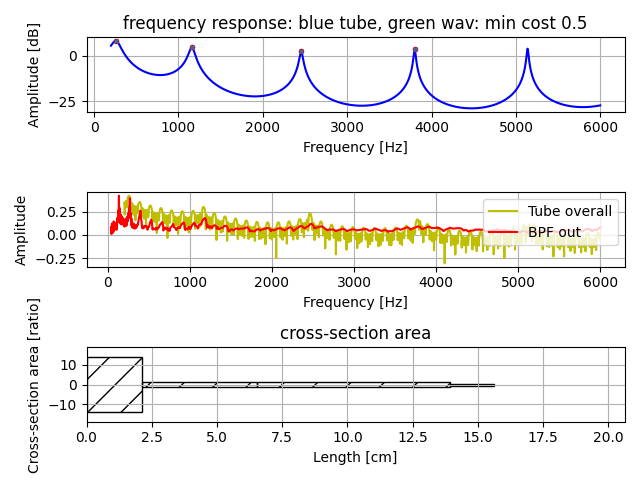 frequency response: blue tube, green wav: min cost 0.5
Amplitude [dB]
0
−25
0 1000 2000 3000 4000 5000 6000
Frequency [Hz]
Amplitude
0.25
0.00
−0.25
Tube overall
BPF out
0 1000 2000 3000 4000 5000 6000
Frequency [Hz]
cross-section area
Cross-section area [ratio]
10
0
−10
0.0 2.5 5.0 7.5 10.0 12.5 15.0 17.5 20.0
Length [cm]